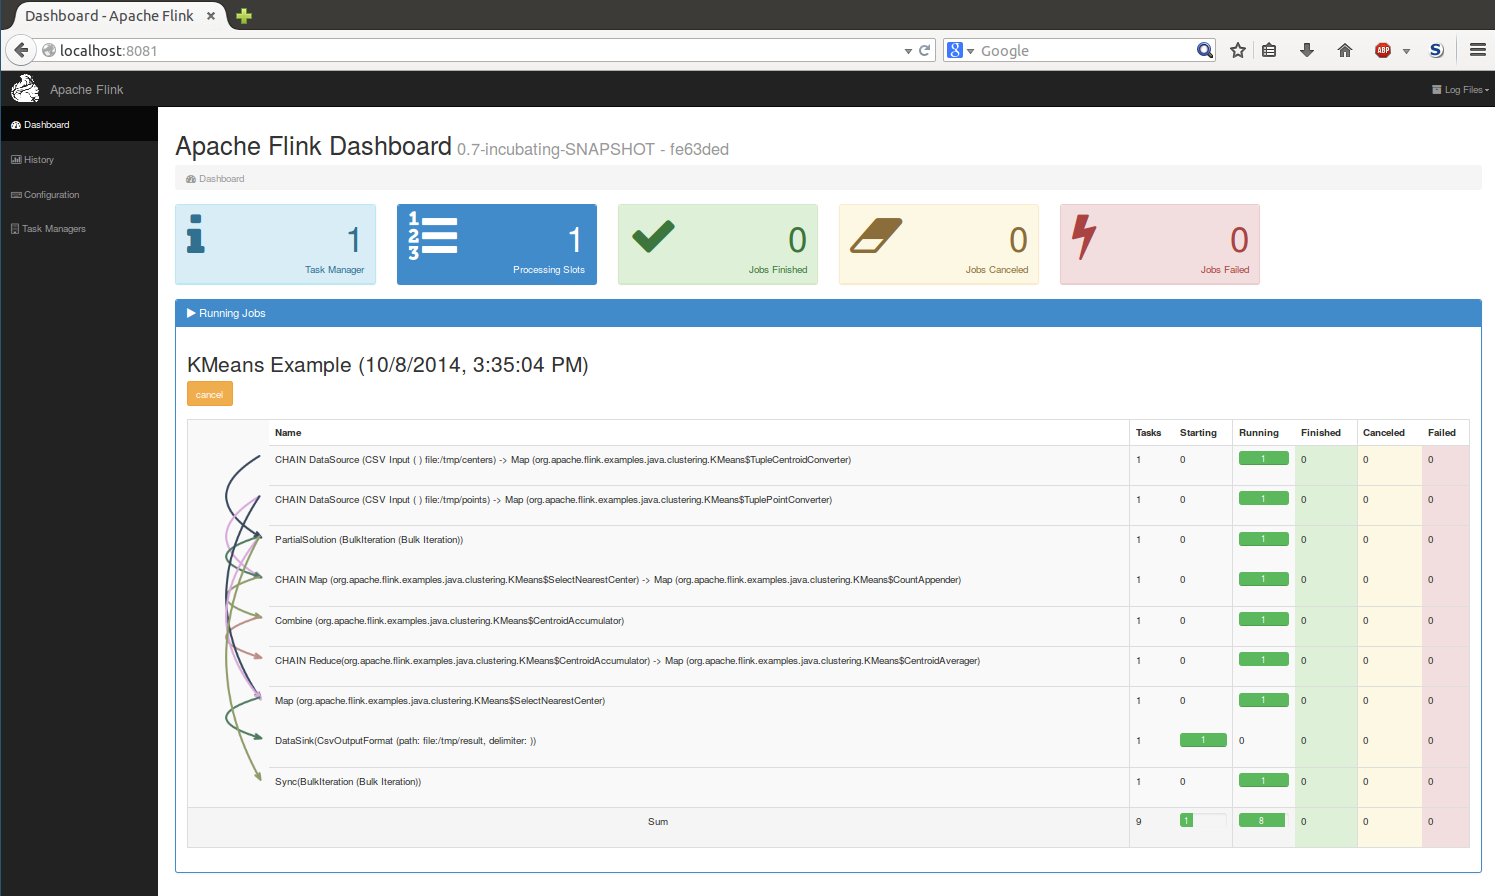 Dashboard - Apache Flink
localhost:8081
Google
ABP
S
Apache Flink
Log Files
Dashboard
History
Configuration
Task Managers
Apache Flink Dashboard 0.7-incubating-SNAPSHOT - fe63ded
Dashboard
1
Task Manager
1
2
3
1
Processing Slots
0
Jobs Finished
0
Jobs Canceled
0
Jobs Failed
Running Jobs
KMeans Example (10/8/2014, 3:35:04 PM)
cancel
Name Tasks Starting Running Finished Canceled Failed
CHAIN DataSource (CSV Input ( ) file:/tmp/centers) -> Map (org.apache.flink.examples.java.clustering.KMeans$TupleCentroidConverter) 1 0 1 0 0 0
CHAIN DataSource (CSV Input ( ) file:/tmp/points) -> Map (org.apache.flink.examples.java.clustering.KMeans$TuplePointConverter) 1 0 1 0 0 0
PartialSolution (BulkIteration (Bulk Iteration)) 1 0 1 0 0 0
CHAIN Map (org.apache.flink.examples.java.clustering.KMeans$SelectNearestCenter) -> Map (org.apache.flink.examples.java.clustering.KMeans$CountAppender) 1 0 1 0 0 0
Combine (org.apache.flink.examples.java.clustering.KMeans$CentroidAccumulator) 1 0 1 0 0 0
CHAIN Reduce(org.apache.flink.examples.java.clustering.KMeans$CentroidAccumulator) -> Map (org.apache.flink.examples.java.clustering.KMeans$CentroidAverager) 1 0 1 0 0 0
Map (org.apache.flink.examples.java.clustering.KMeans$SelectNearestCenter) 1 0 1 0 0 0
DataSink(CsvOutputFormat (path: file:/tmp/result, delimiter: )) 1 1 0 0 0 0
Sync(BulkIteration (Bulk Iteration)) 1 0 1 0 0 0
Sum 9 1 8 0 0 0